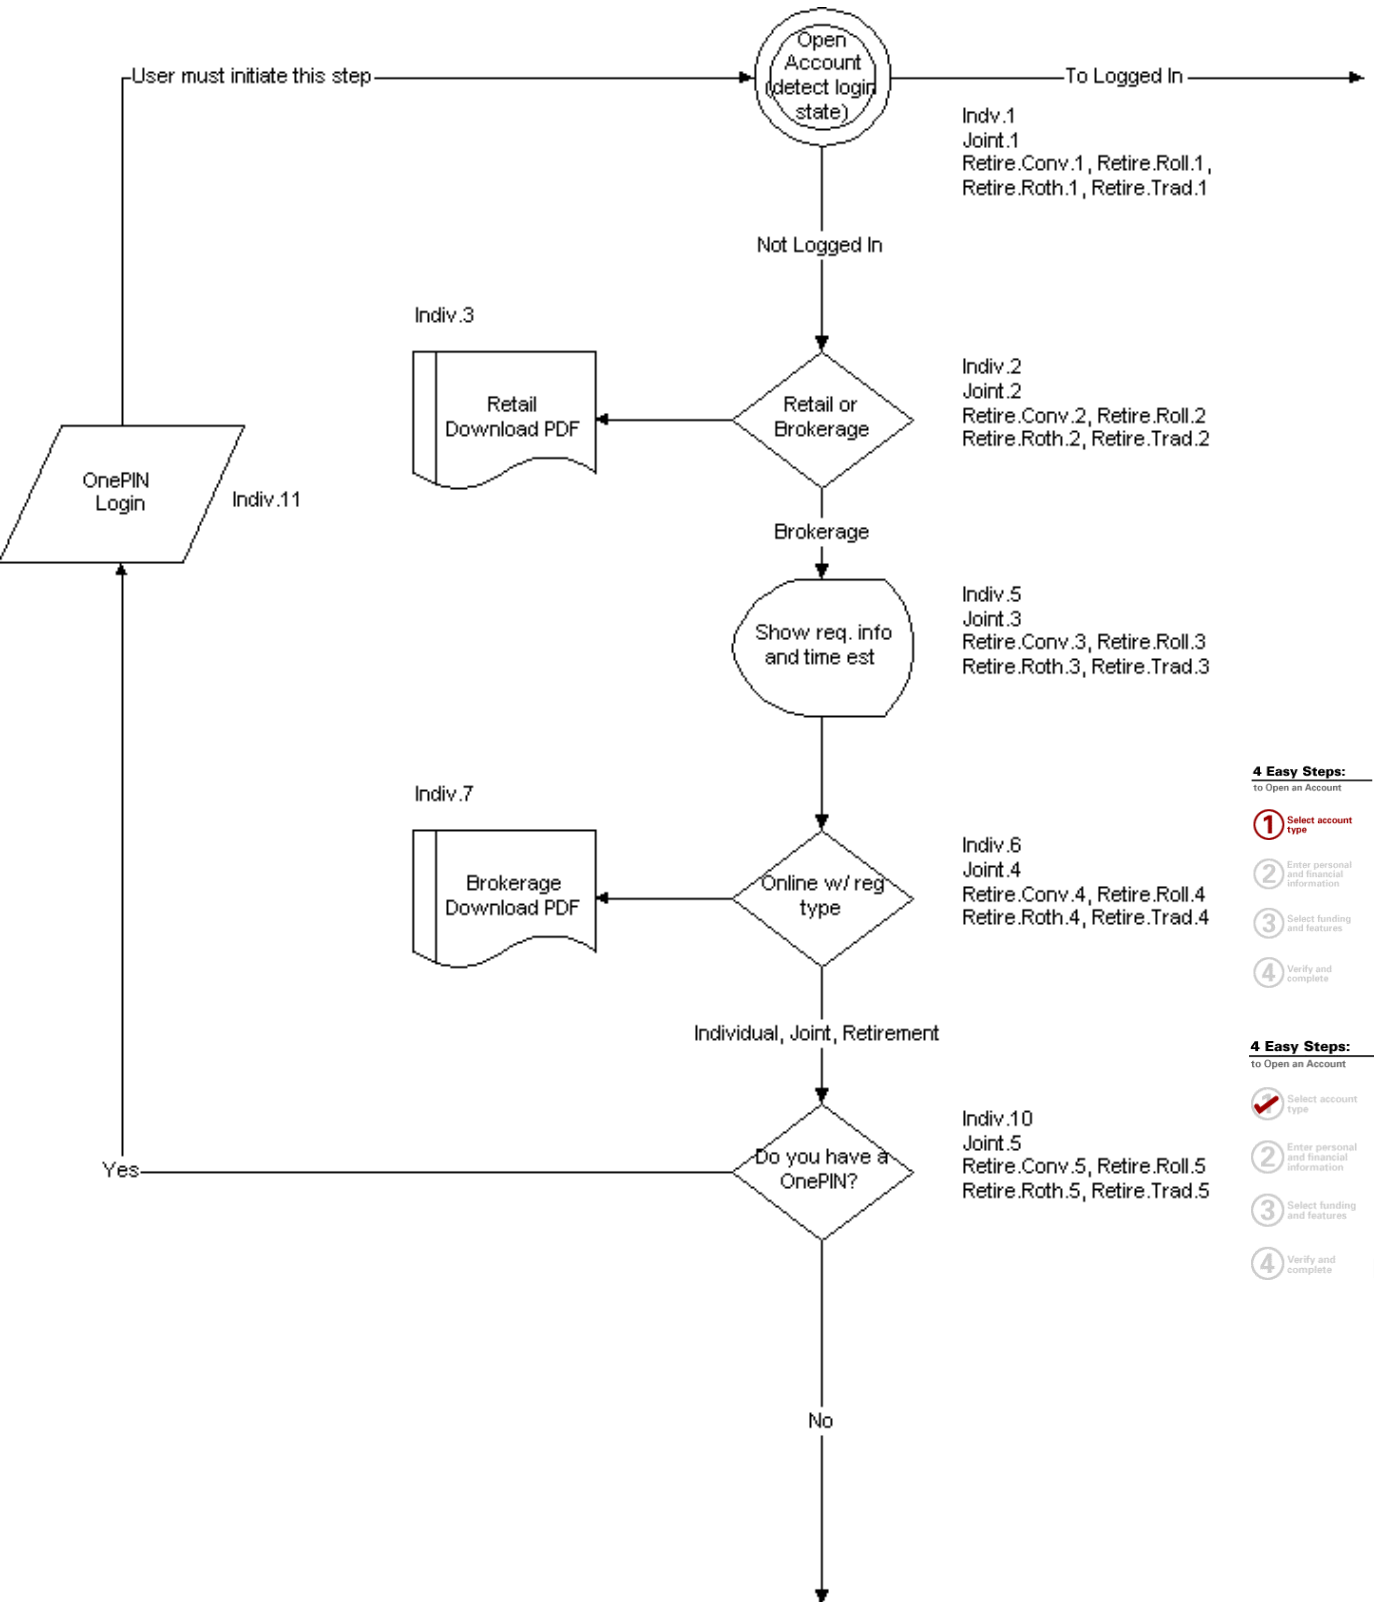 Open
Account
(detect login
state)
User must initiate this step
To Logged In
Indv.1
Joint.1
Retire.Conv.1, Retire.Roll.1,
Retire.Roth.1, Retire.Trad.1
Not Logged In
Indiv.3
Retail
Download PDF
Retail or
Brokerage
Indiv.2
Joint.2
Retire.Conv.2, Retire.Roll.2
Retire.Roth.2, Retire.Trad.2
OnePIN
Login
Indiv.11
Brokerage
Show req. info
and time est
Indiv.5
Joint.3
Retire.Conv.3, Retire.Roll.3
Retire.Roth.3, Retire.Trad.3
Indiv.7
Brokerage
Download PDF
Online w/ reg
type
Indiv.6
Joint.4
Retire.Conv.4, Retire.Roll.4
Retire.Roth.4, Retire.Trad.4
4 Easy Steps:
to Open an Account
1 Select account
type
2 Enter personal
and financial
information
3 Select funding
and features
4 Verify and
complete
Individual, Joint, Retirement
Do you have a
OnePIN?
Indiv.10
Joint.5
Retire.Conv.5, Retire.Roll.5
Retire.Roth.5, Retire.Trad.5
Yes
4 Easy Steps:
to Open an Account
1 Select account
type
2 Enter personal
and financial
information
3 Select funding
and features
4 Verify and
complete
No